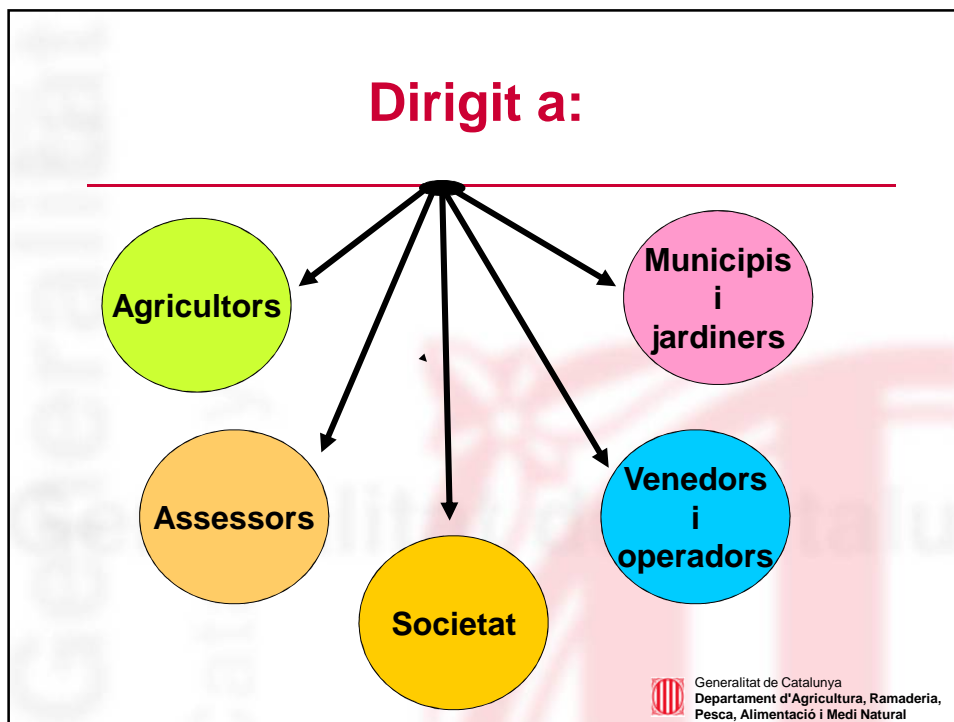 Dirigit a:
Agricultors
Municipis
i
jardiners
Assessors
Venedors
i
operadors
Societat
Generalitat de Catalunya
Departament d'Agricultura, Ramaderia,
Pesca, Alimentació i Medi Natural